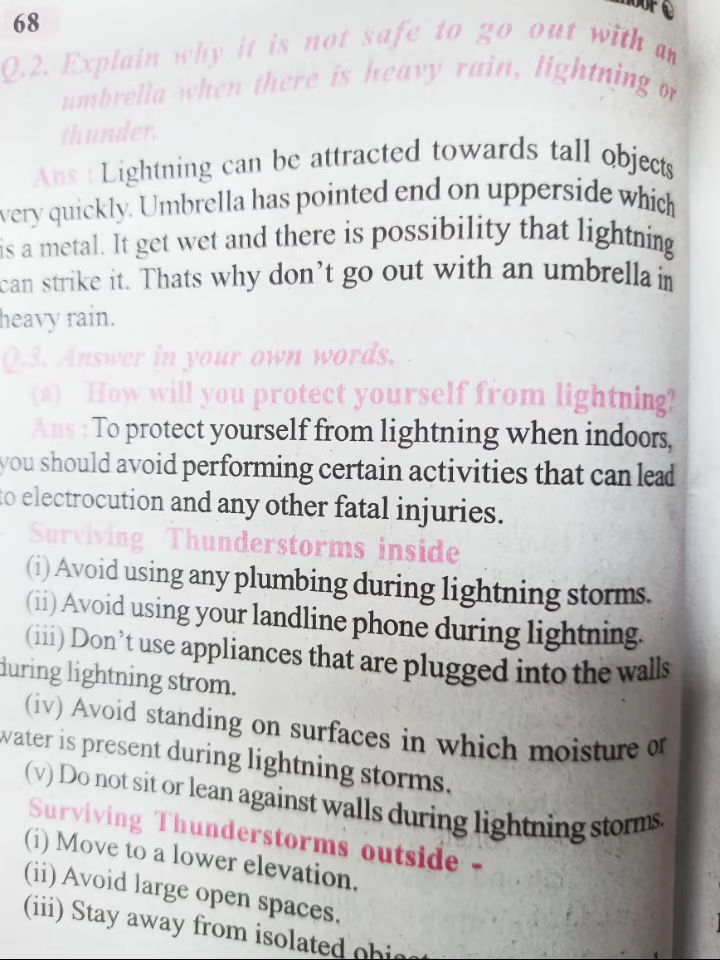 68
Q.2. Explain why it is not safe to go out with an
umbrella when there is heavy rain, lightning or
thunder.
Ans : Lightning can be attracted towards tall objects
very quickly. Umbrella has pointed end on upperside which
is a metal. It get wet and there is possibility that lightning
can strike it. Thats why don't go out with an umbrella in
heavy rain.
Q.3. Answer in your own words.
(a) How will you protect yourself from lightning?
Ans : To protect yourself from lightning when indoors,
you should avoid performing certain activities that can lead
to electrocution and any other fatal injuries.
Surviving Thunderstorms inside
(i) Avoid using any plumbing during lightning storms.
(ii) Avoid using your landline phone during lightning.
(iii) Don't use appliances that are plugged into the walls
during lightning strom.
(iv) Avoid standing on surfaces in which moisture or
water is present during lightning storms.
(v) Do not sit or lean against walls during lightning storms.
Surviving Thunderstorms outside -
(i) Move to a lower elevation.
(ii) Avoid large open spaces.
(iii) Stay away from isolated